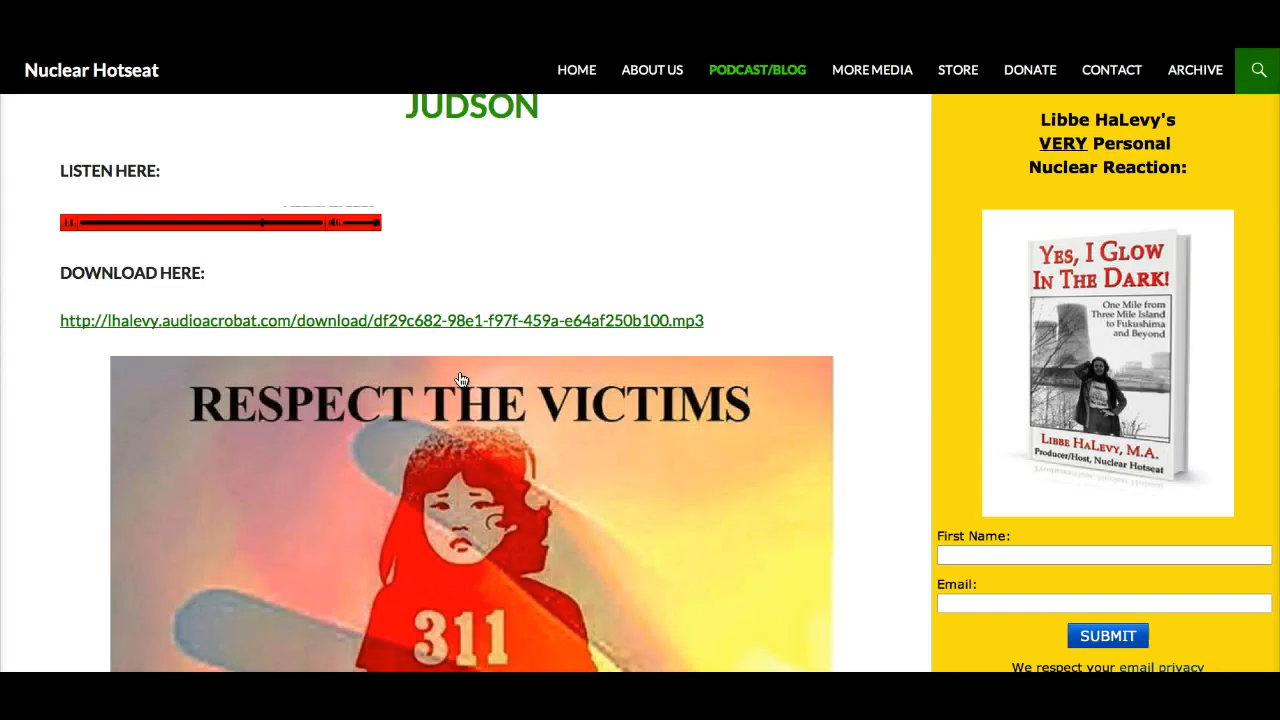 Nuclear Hotseat
HOME ABOUT US PODCAST/BLOG MORE MEDIA STORE DONATE CONTACT ARCHIVE
JUDSON
LISTEN HERE:
DOWNLOAD HERE:
http://lhalevy.audioacrobat.com/download/df29c682-98e1-f97f-459a-e64af250b100.mp3
RESPECT THE VICTIMS
311
Libbe HaLevy's
VERY Personal
Nuclear Reaction:
YES, I GLOW
IN THE DARK!
One Mile from
Three Mile Island
to Fukushima
and Beyond
LIBBE HALEVY, M.A.
Producer/Host, Nuclear Hotseat
First Name:
Email:
SUBMIT
We respect your email privacy